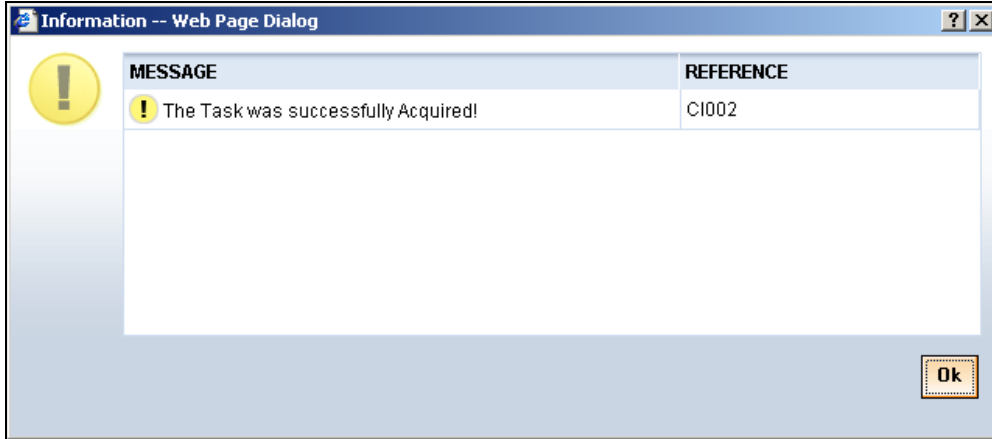 Information -- Web Page Dialog
MESSAGE REFERENCE
The Task was successfully Acquired! CI002
Ok